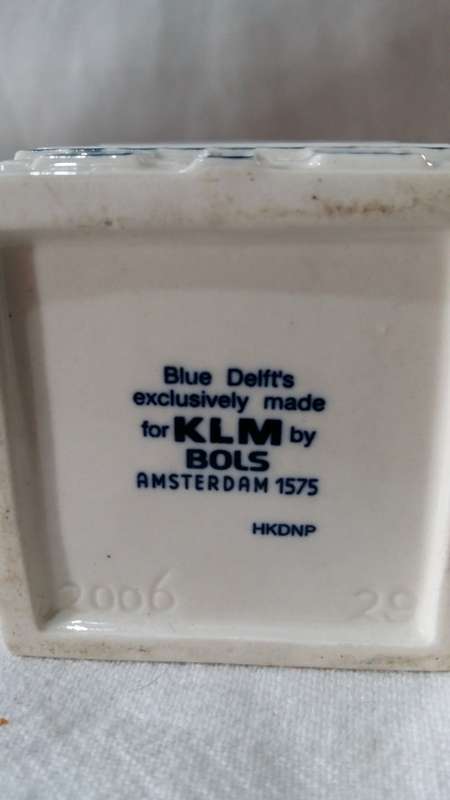 Blue Delft's
exclusively made
for KLM by
BOLS
AMSTERDAM 1575
HKDNP
2006 29